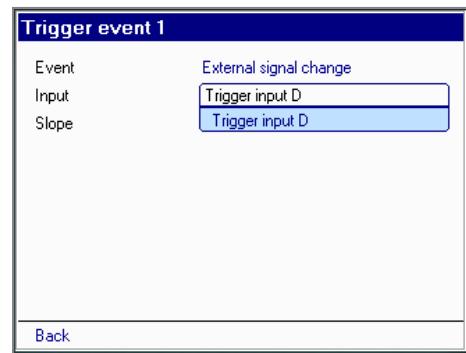 Trigger event 1
Event External signal change
Input Trigger input D
Slope Trigger input D
Back